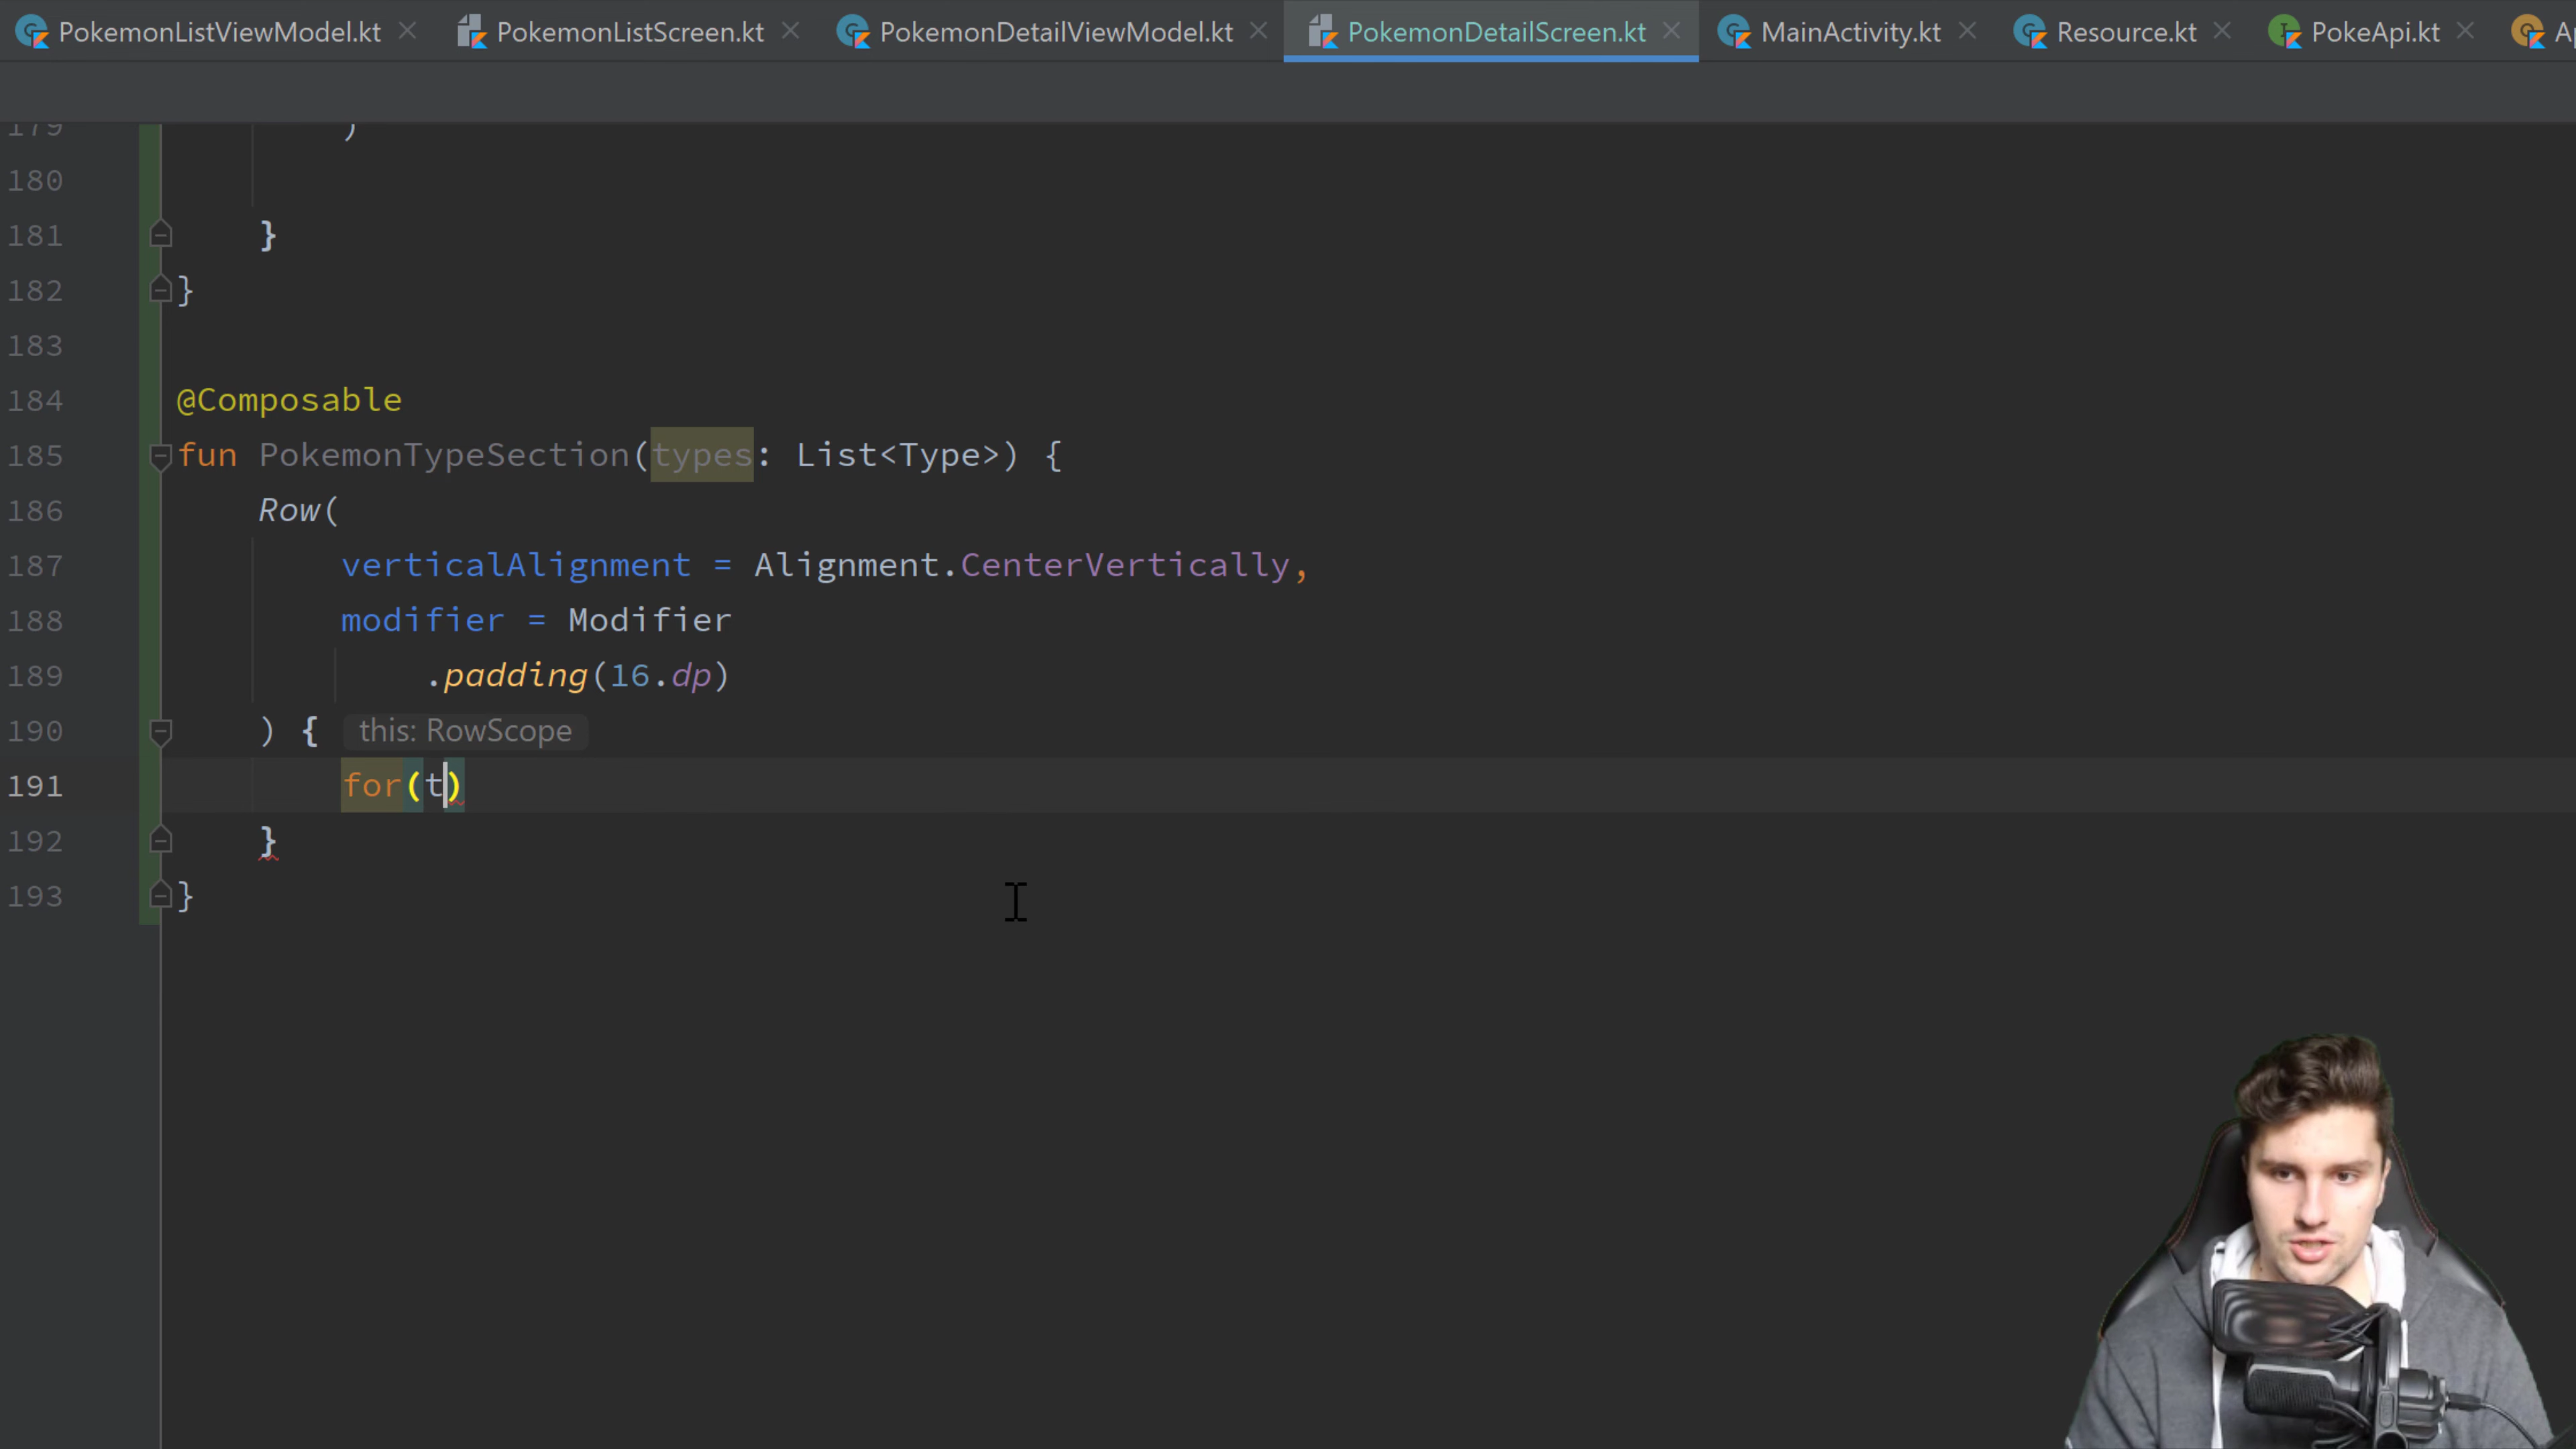 PokemonListViewModel.kt PokemonListScreen.kt PokemonDetailViewModel.kt PokemonDetailScreen.kt MainActivity.kt Resource.kt PokeApi.kt
179 )
180
181 }
182 }
183
184 @Composable
185 fun PokemonTypeSection(types: List<Type>) {
186 Row(
187 verticalAlignment = Alignment.CenterVertically,
188 modifier = Modifier
189 .padding(16.dp)
190 ) { this: RowScope
191 for(t)
192 }
193 }